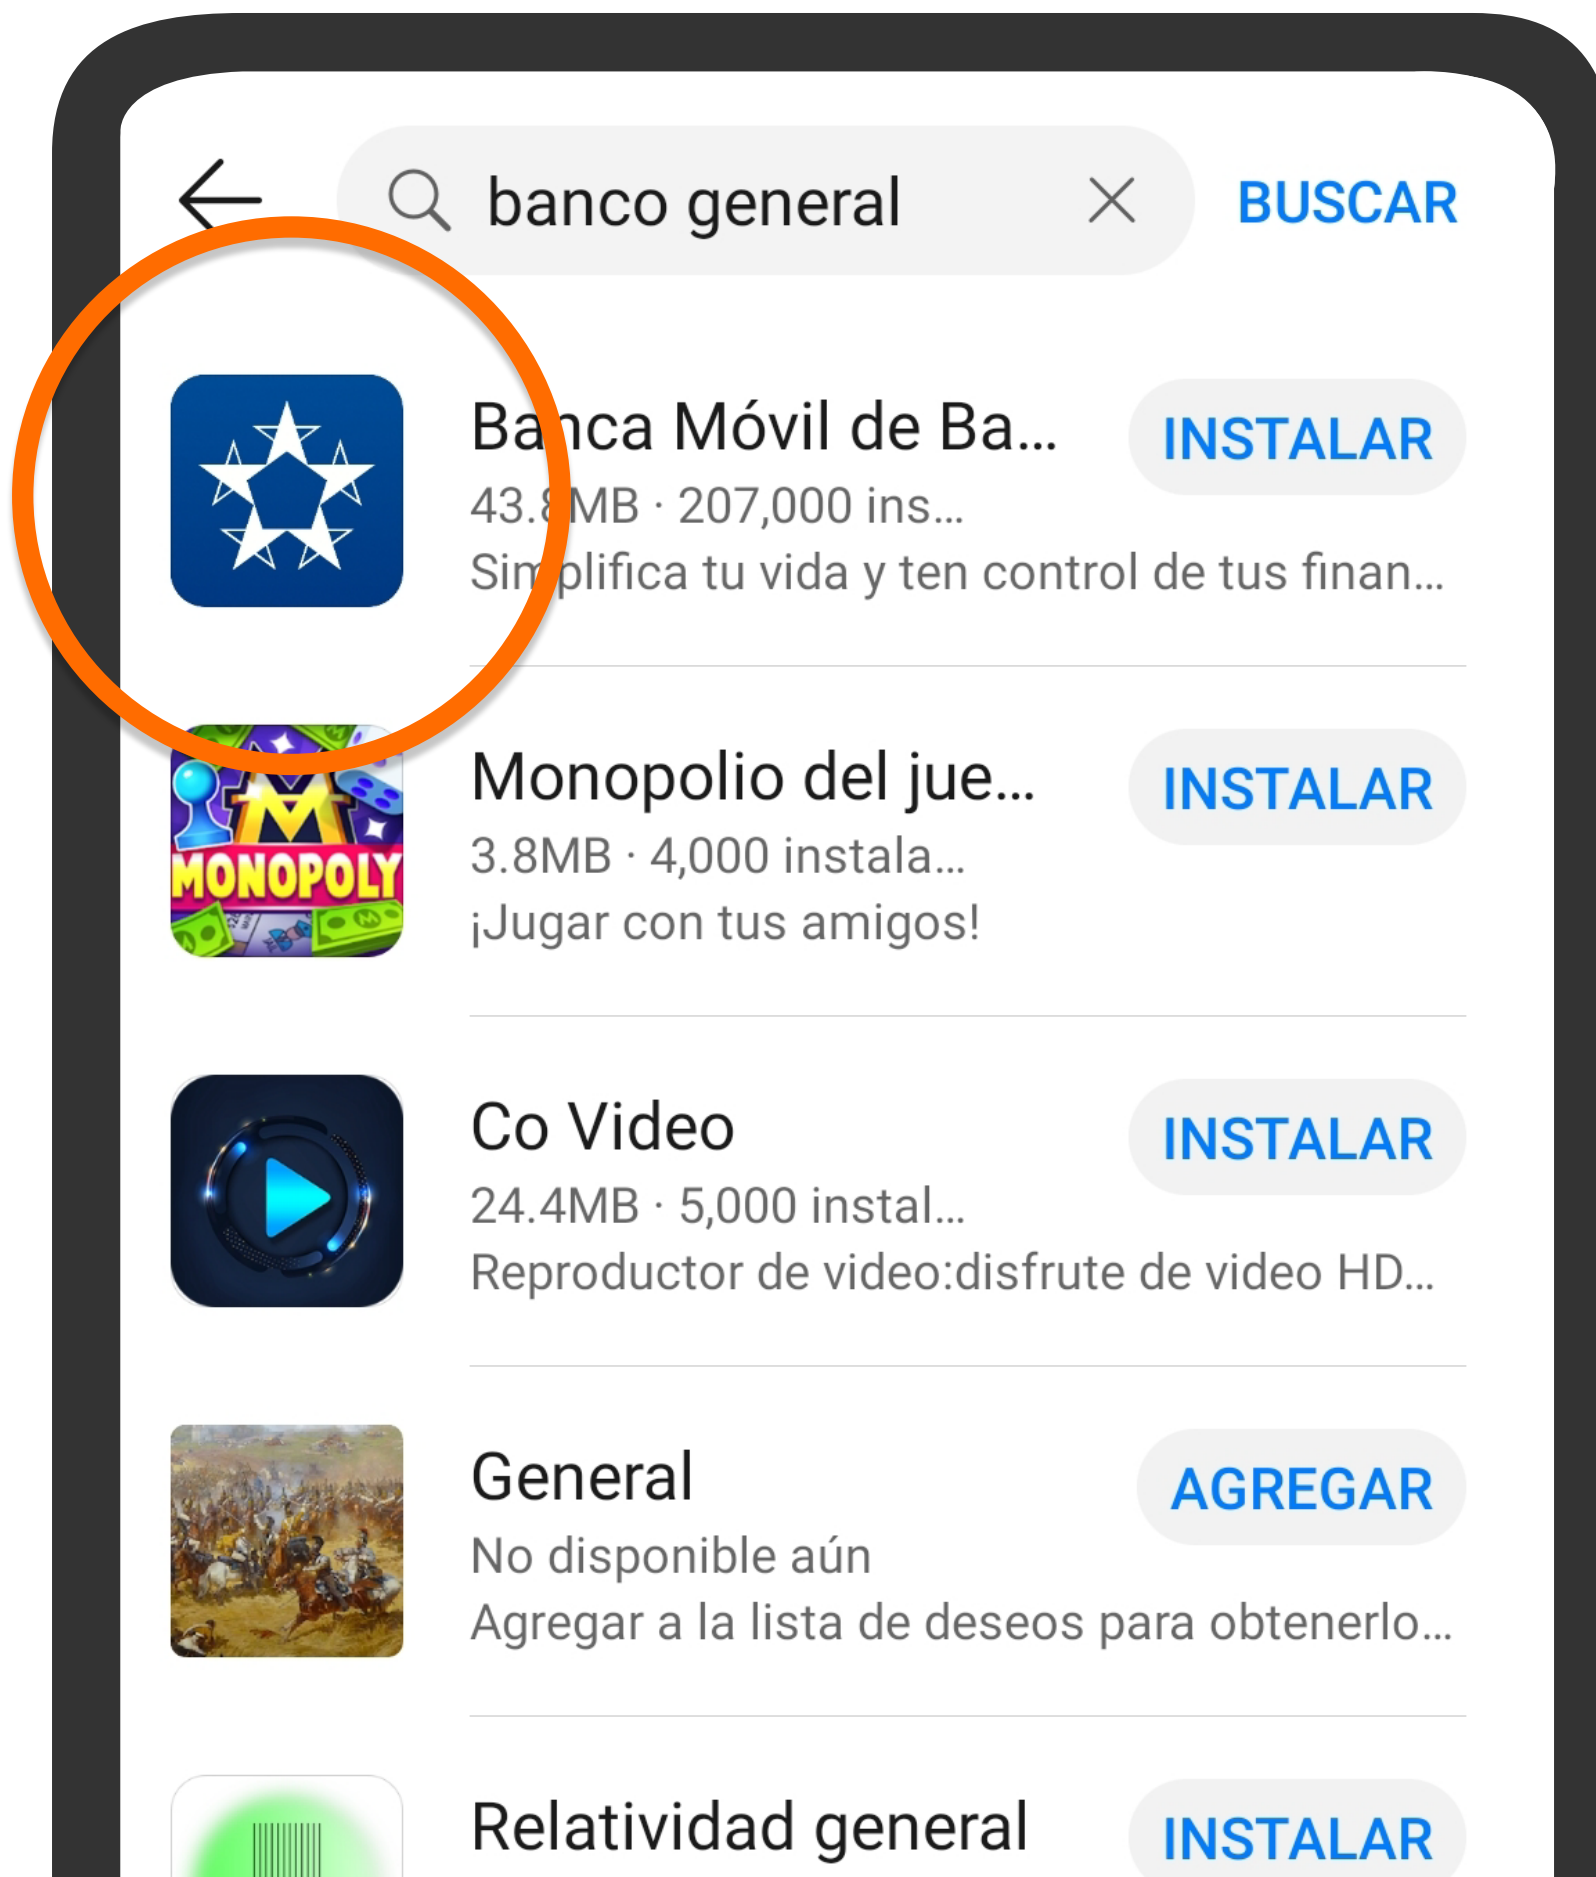 banco general
BUSCAR
Banca Móvil de Ba...
INSTALAR
43.8MB · 207,000 ins...
Simplifica tu vida y ten control de tus finan...
Monopolio del jue...
INSTALAR
3.8MB · 4,000 instala...
¡Jugar con tus amigos!
M
MONOPOLY
Co Video
INSTALAR
24.4MB · 5,000 instal...
Reproductor de video:disfrute de video HD...
General
AGREGAR
No disponible aún
Agregar a la lista de deseos para obtenerlo...
Relatividad general
INSTALAR